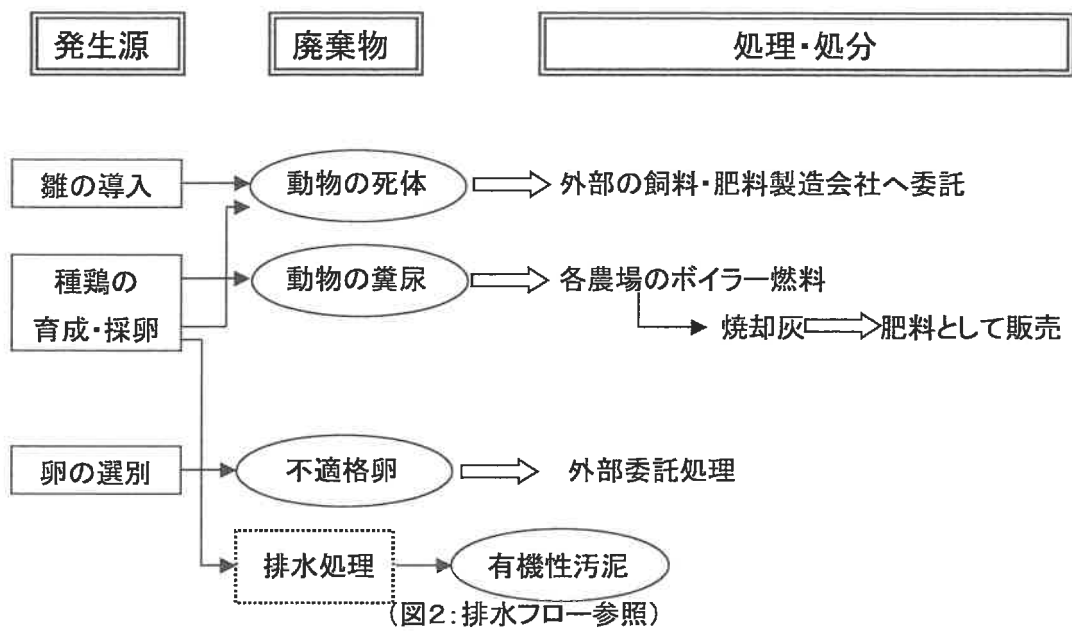 発生源
廃棄物
処理・処分
雛の導入
動物の死体
外部の飼料・肥料製造会社へ委託
種鶏の
育成・採卵
動物の糞尿
各農場のボイラー燃料
焼却灰
肥料として販売
卵の選別
不適格卵
外部委託処理
排水処理
有機性汚泥
(図2:排水フロー参照)